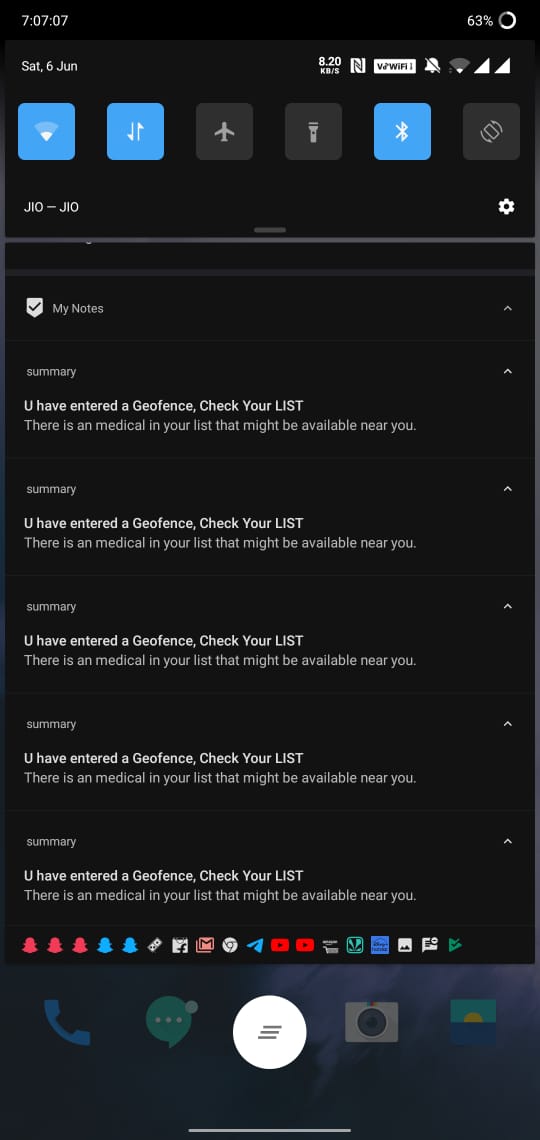 7:07:07
63%
Sat, 6 Jun
8.20
KB/S
JIO — JIO
My Notes
summary
U have entered a Geofence, Check Your LIST
There is an medical in your list that might be available near you.
summary
U have entered a Geofence, Check Your LIST
There is an medical in your list that might be available near you.
summary
U have entered a Geofence, Check Your LIST
There is an medical in your list that might be available near you.
summary
U have entered a Geofence, Check Your LIST
There is an medical in your list that might be available near you.
summary
U have entered a Geofence, Check Your LIST
There is an medical in your list that might be available near you.